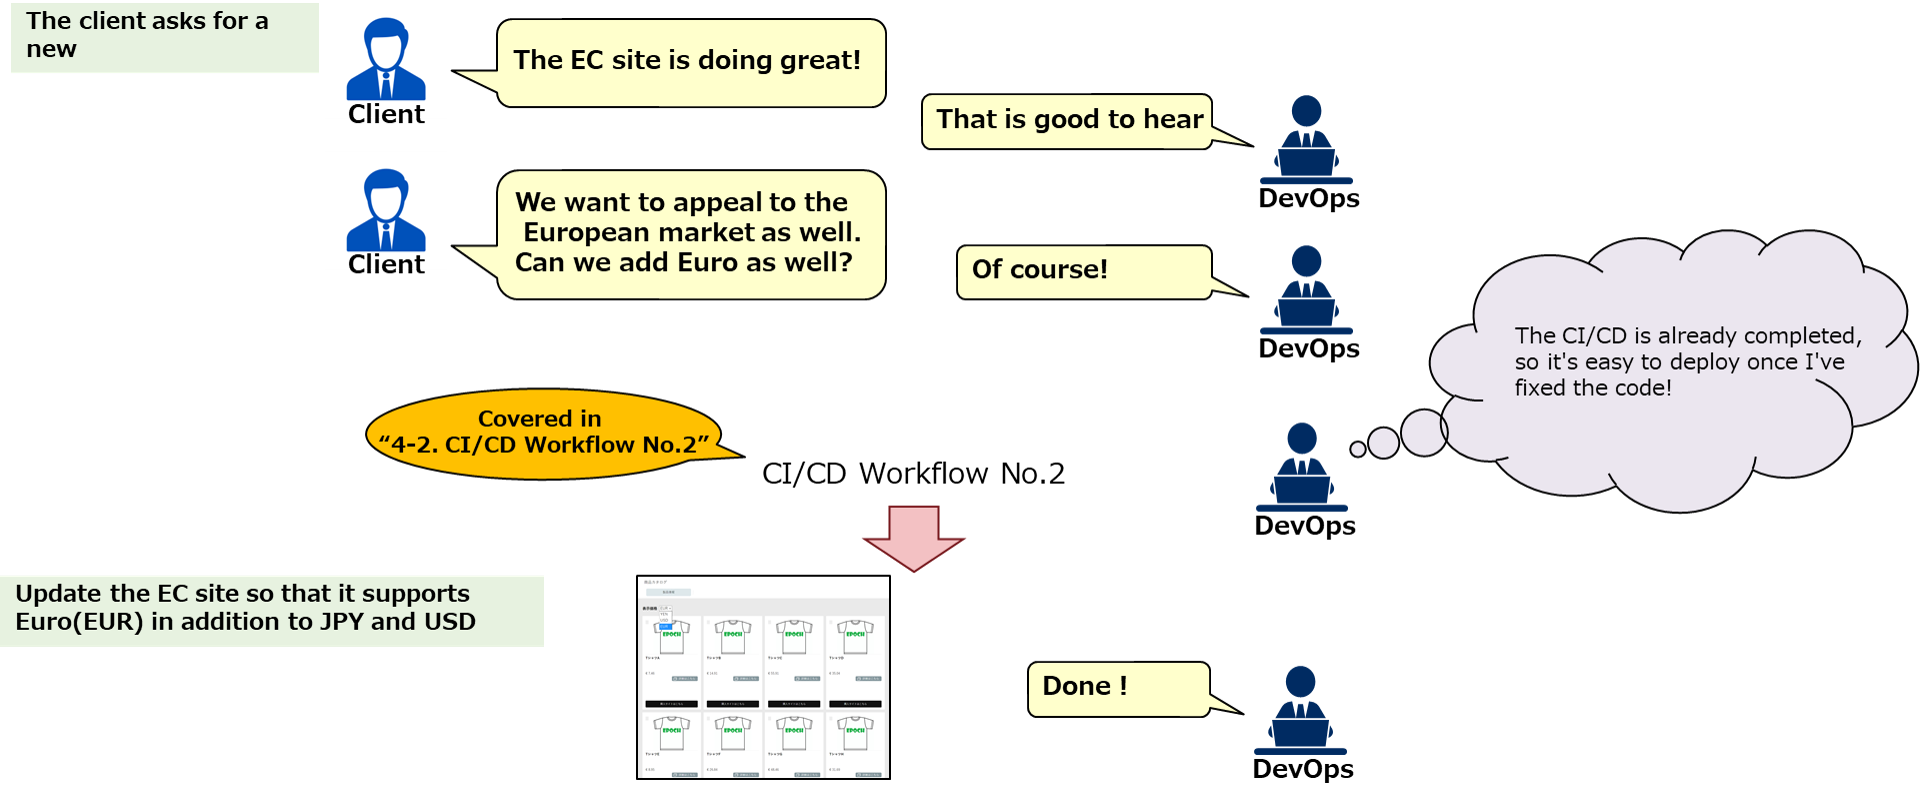 The client asks for a
new
The EC site is doing great!
Client
That is good to hear
DevOps
We want to appeal to the
European market as well.
Can we add Euro as well?
Client
Of course!
DevOps
The CI/CD is already completed,
so it's easy to deploy once I've
fixed the code!
DevOps
Covered in
“4-2. CI/CD Workflow No.2”
CI/CD Workflow No.2
Update the EC site so that it supports
Euro(EUR) in addition to JPY and USD
EPOCH
EPOCH
EPOCH
EPOCH
EPOCH
EPOCH
EPOCH
EPOCH
Done !
DevOps